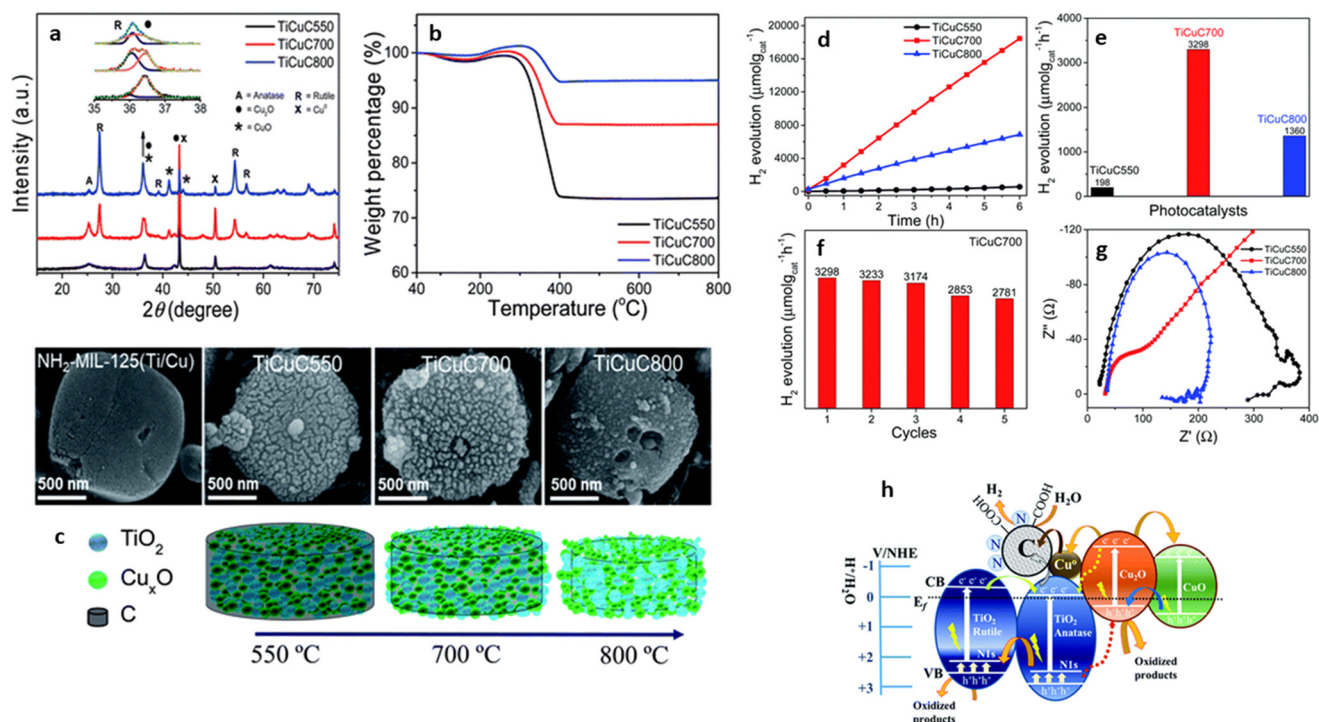 a
TiCuC550
TiCuC700
TiCuC800
R
35 36 37 38
A = Anatase R = Rutile
● = Cu₂O X = Cu⁰
* = CuO
Intensity (a.u.)
R
A
R
* *
X
R
R
20 30 40 50 60 70
2θ (degree)
b
Weight percentage (%)
110
100
90
80
70
60
TiCuC550
TiCuC700
TiCuC800
40 200 400 600 800
Temperature (°C)
NH₂-MIL-125(Ti/Cu)
TiCuC550
TiCuC700
TiCuC800
500 nm
500 nm
500 nm
500 nm
c
TiO₂
CuₓO
C
550 ºC
700 ºC
800 ºC
d
TiCuC550
TiCuC700
TiCuC800
H₂ evolution (µmolg_cat⁻¹)
20000
16000
12000
8000
4000
0
0 1 2 3 4 5 6
Time (h)
e
H₂ evolution (µmolg_cat⁻¹h⁻¹)
4000
3000
2000
1000
0
TiCuC550
198
TiCuC700
3298
TiCuC800
1360
Photocatalysts
f
TiCuC700
H₂ evolution (µmolg_cat⁻¹h⁻¹)
3298
3233
3174
2853
2781
1 2 3 4 5
Cycles
g
TiCuC550
TiCuC700
TiCuC800
Z'' (Ω)
-120
-80
-40
0
0 100 200 300 400
Z' (Ω)
h
H₂
COOH
COOH
H₂O
N
N
N
C
Cu⁰
V/NHE
-1
0
+1
+2
+3
CB
E_f
VB
e⁻ e⁻ e⁻
e⁻ e⁻ e⁻
e⁻ e⁻ e⁻
Cu₂O
CuO
h⁺h⁺h⁺
h⁺h⁺h⁺
TiO₂
Rutile
TiO₂
Anatase
N1s
N1s
h⁺h⁺h⁺
h⁺h⁺h⁺
Oxidized
products
Oxidized
products